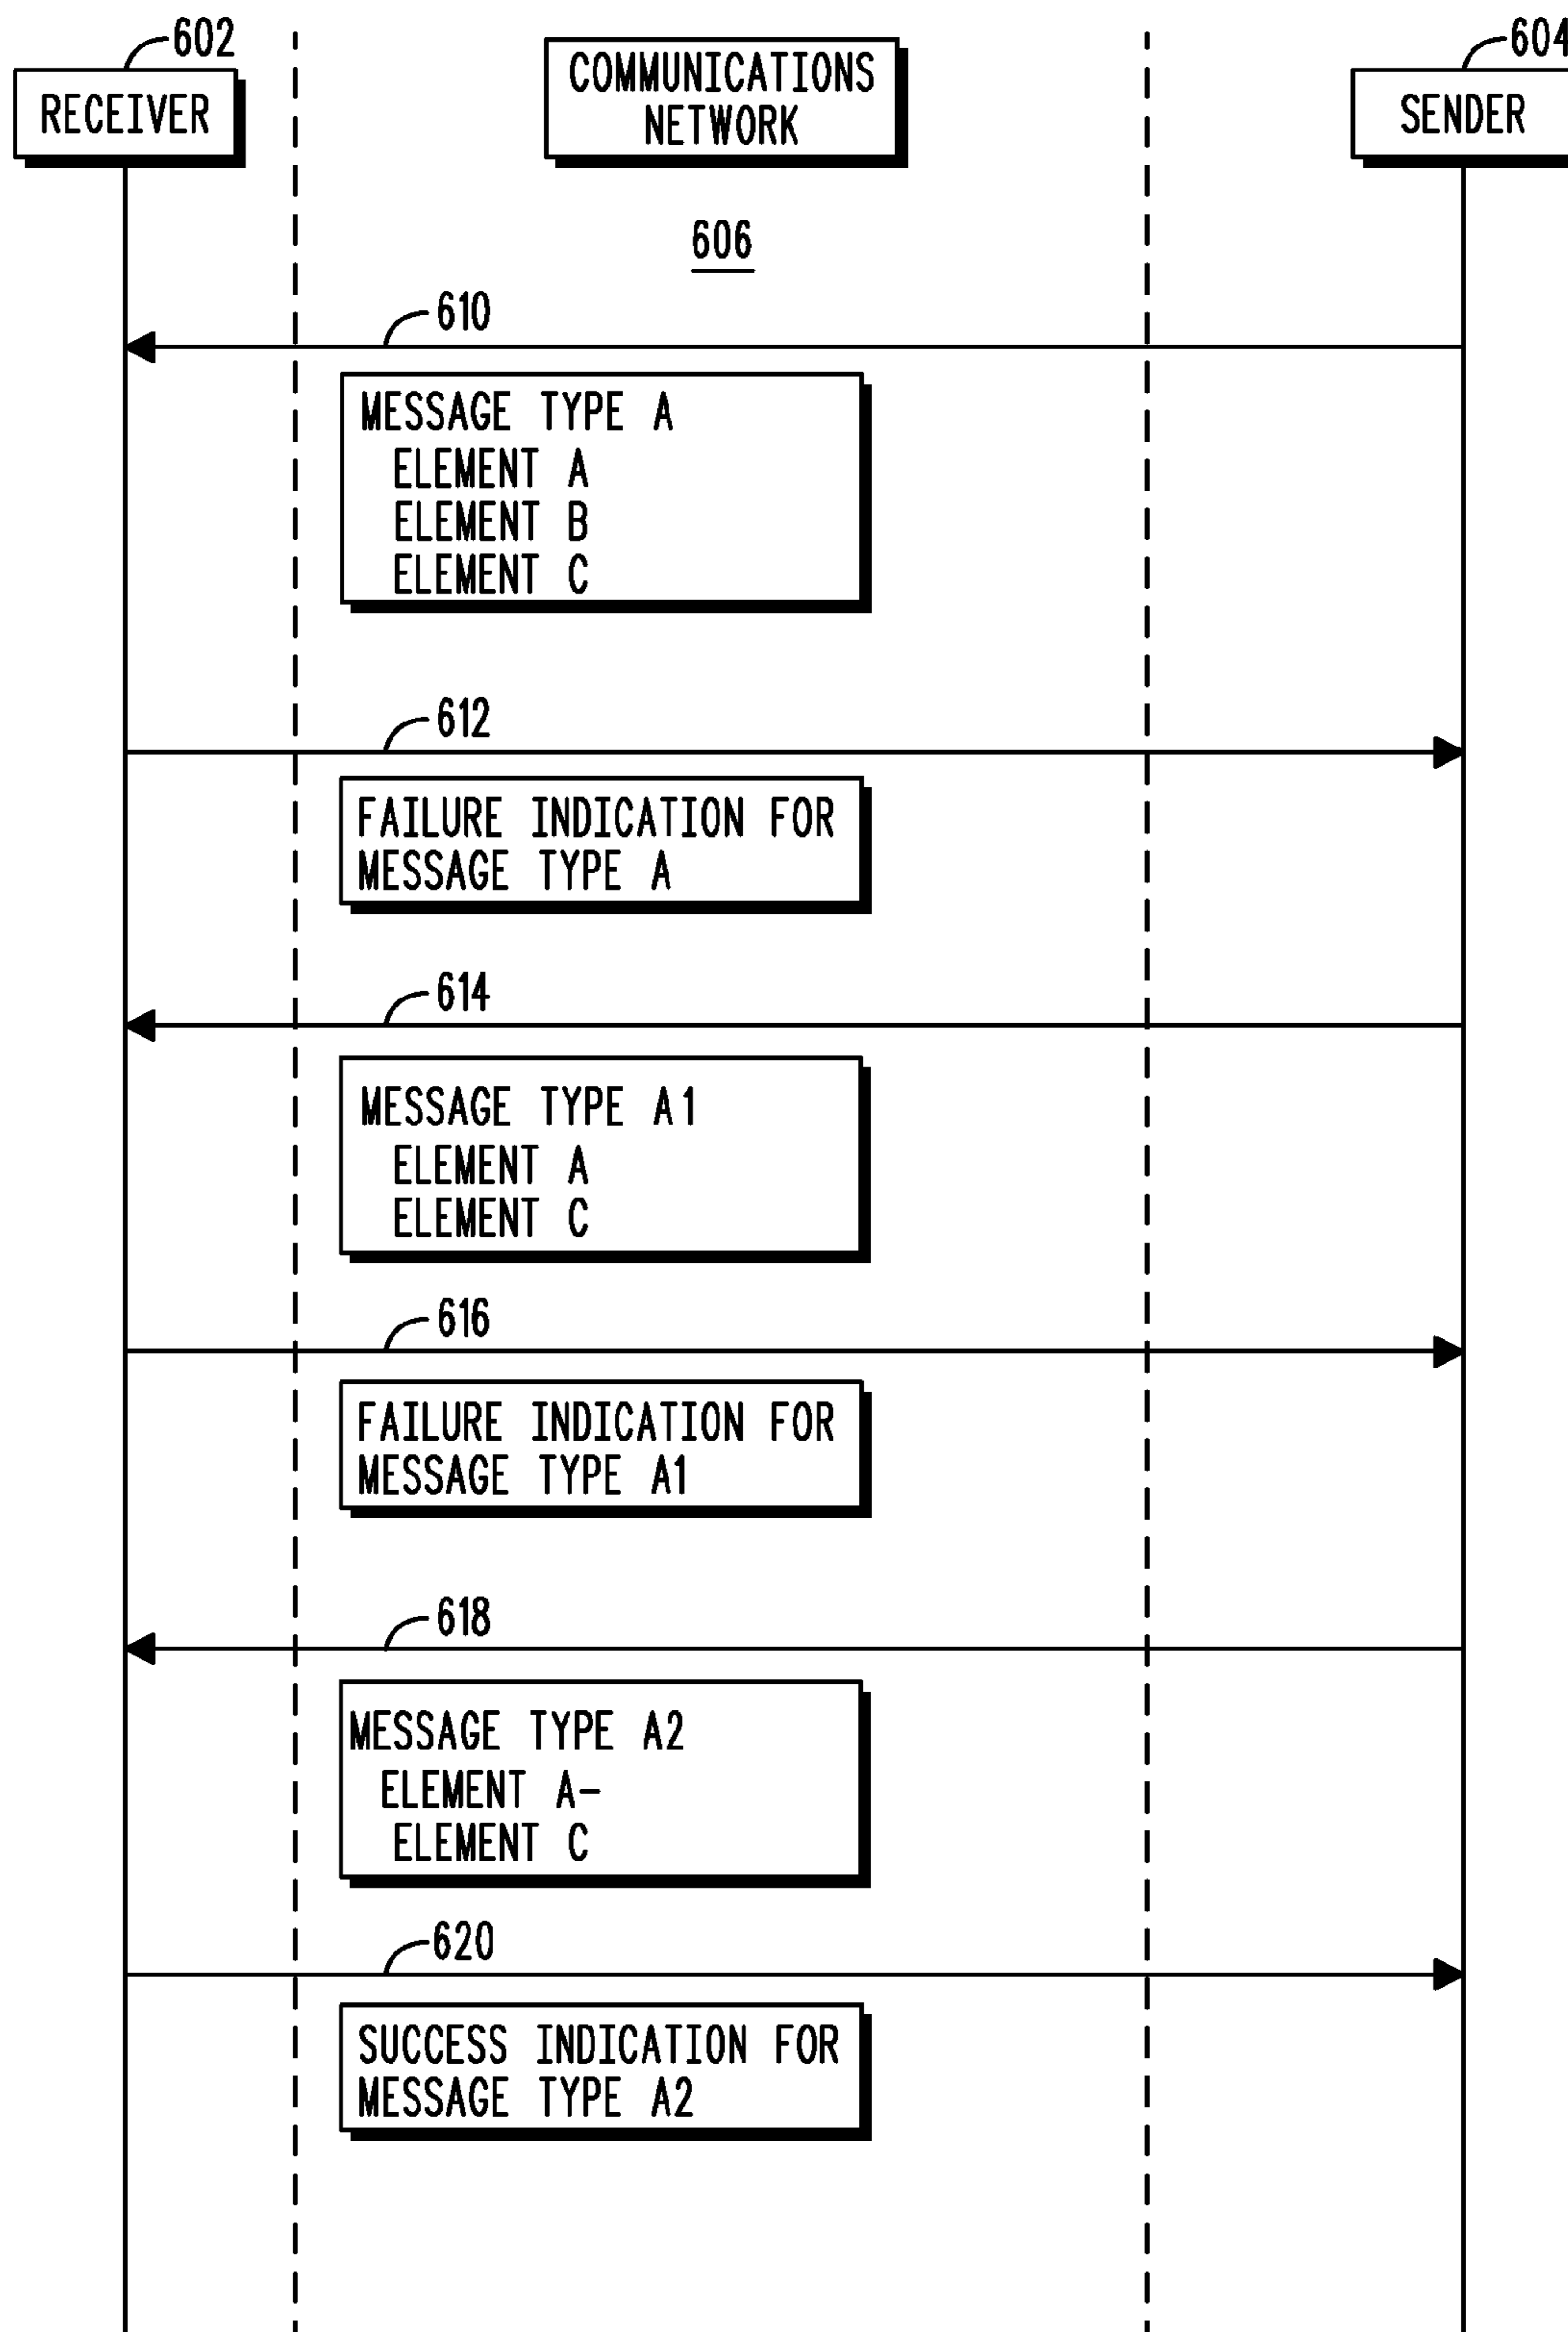 602
604
RECEIVER
COMMUNICATIONS
NETWORK
SENDER
606
610
MESSAGE TYPE A
ELEMENT A
ELEMENT B
ELEMENT C
612
FAILURE INDICATION FOR
MESSAGE TYPE A
614
MESSAGE TYPE A1
ELEMENT A
ELEMENT C
616
FAILURE INDICATION FOR
MESSAGE TYPE A1
618
MESSAGE TYPE A2
ELEMENT A-
ELEMENT C
620
SUCCESS INDICATION FOR
MESSAGE TYPE A2